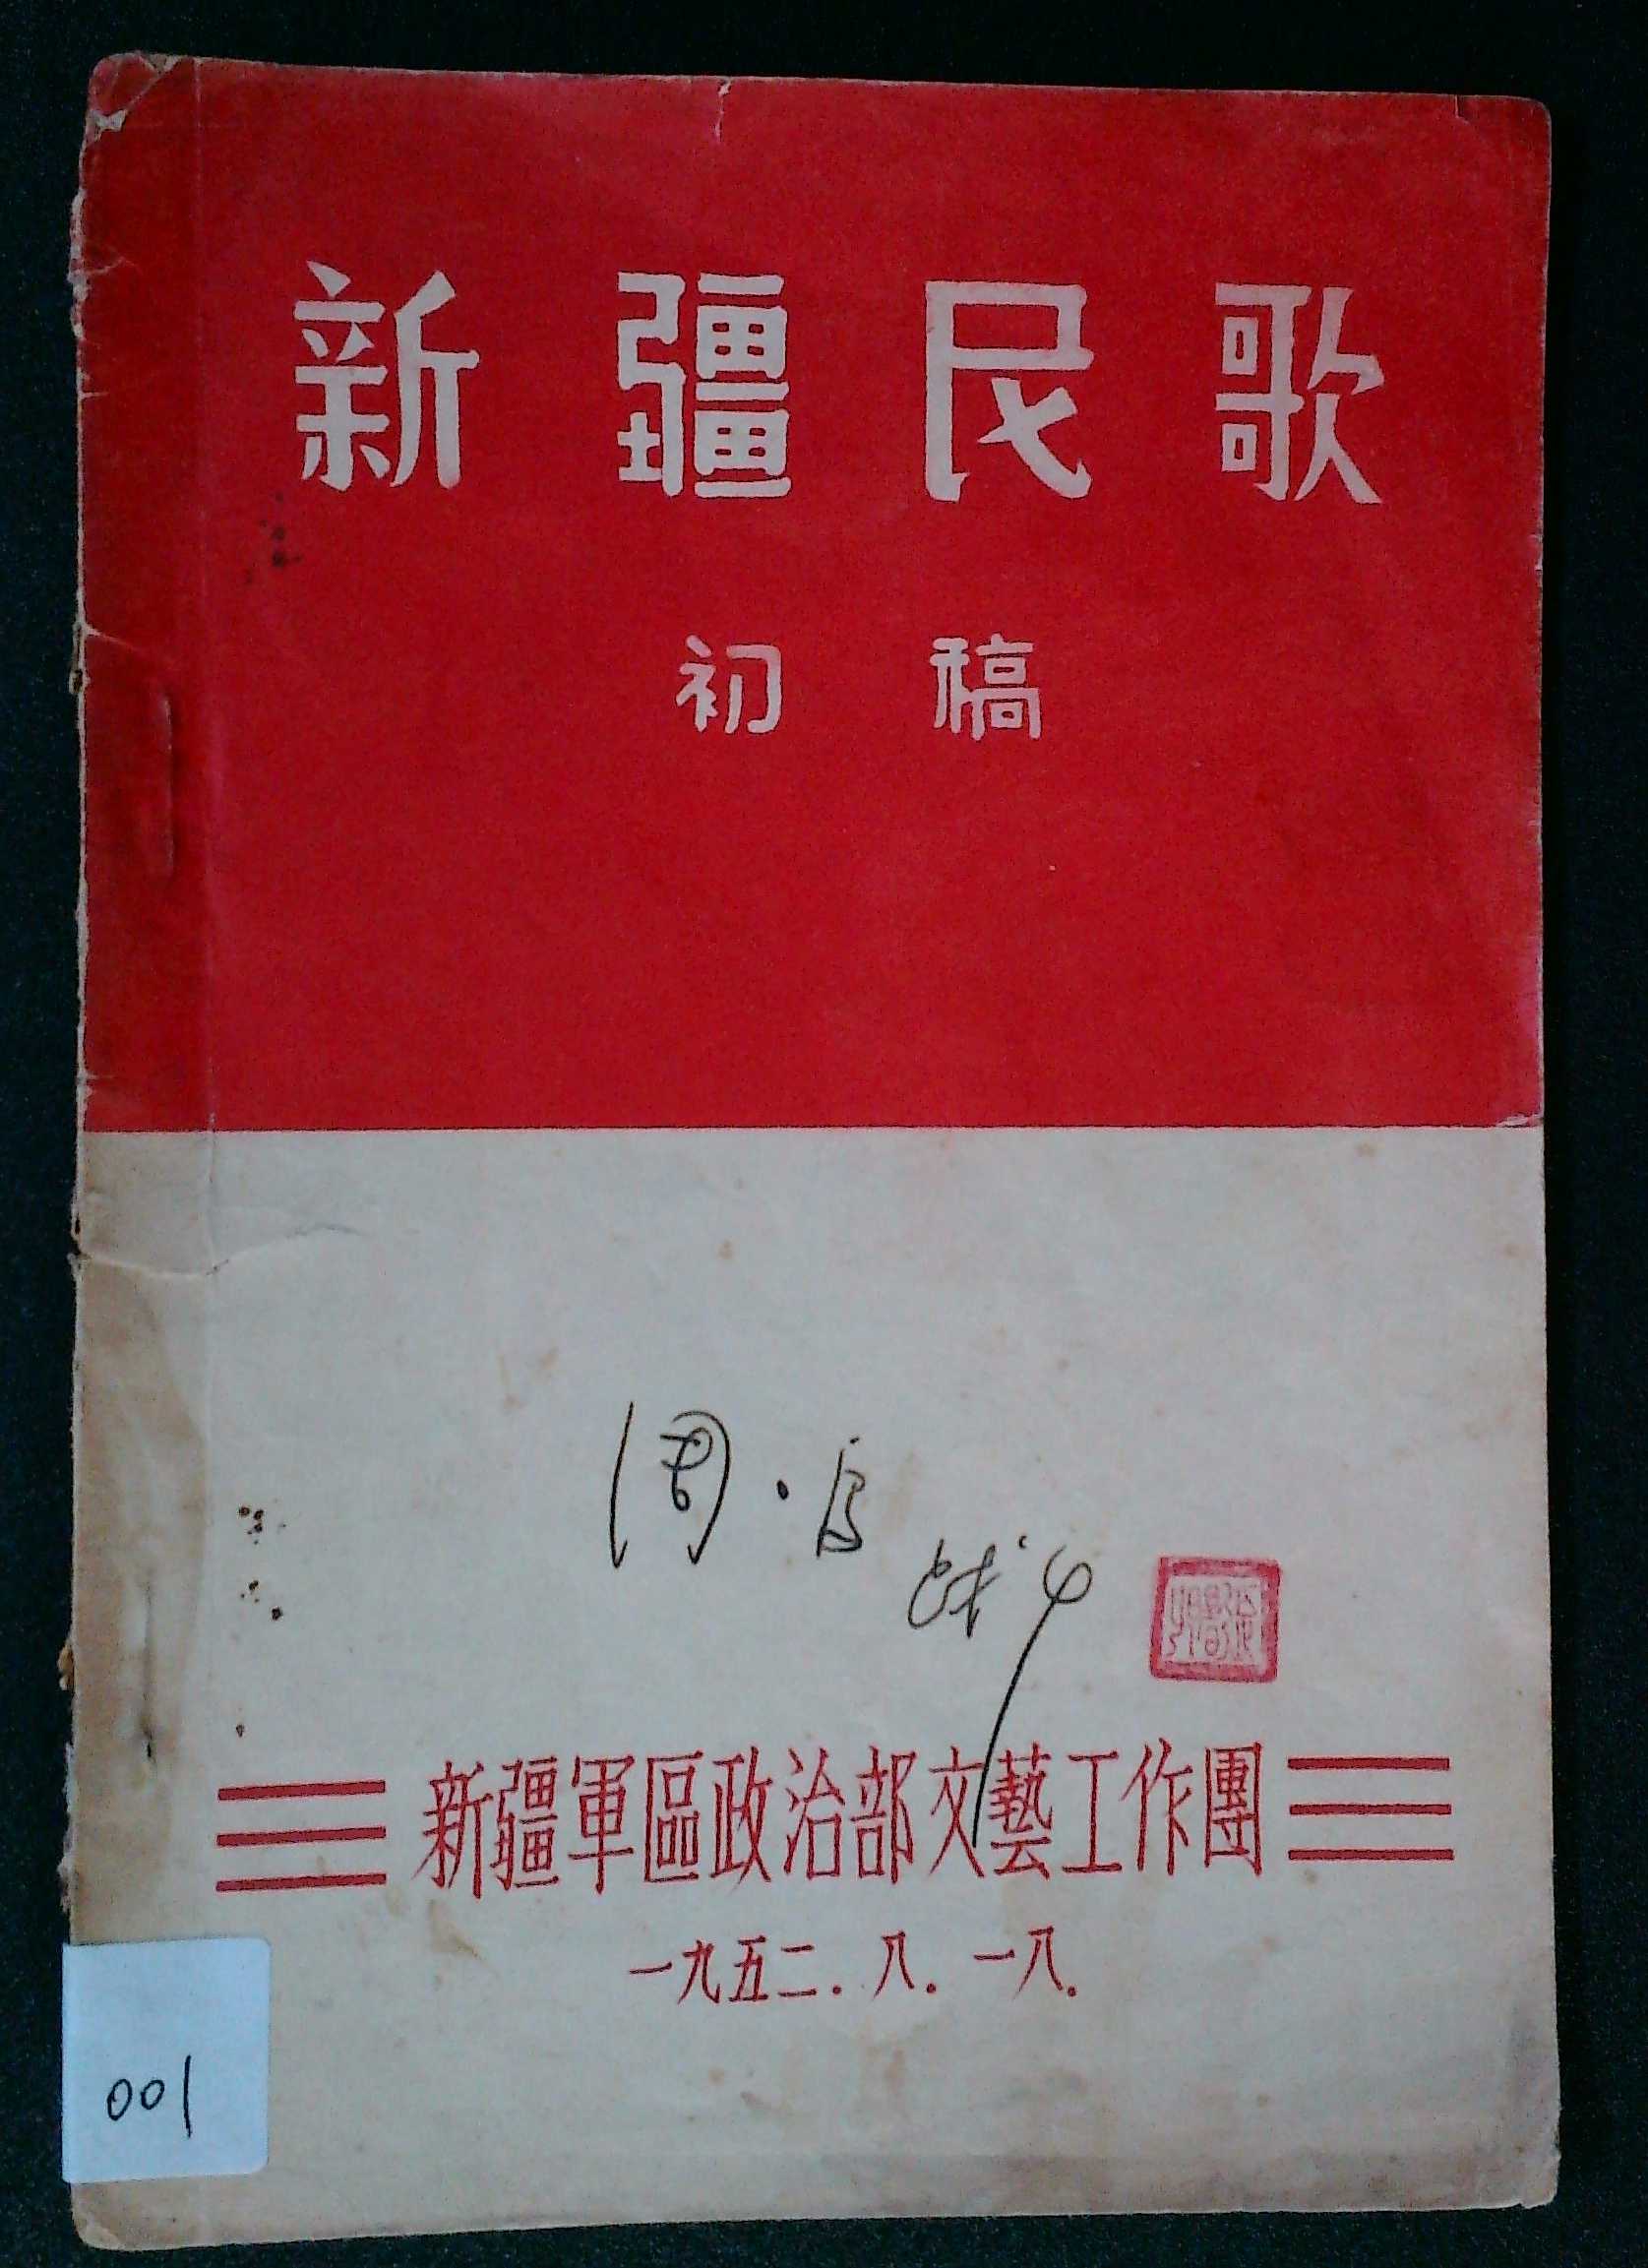 新疆民歌
初稿
周·
新疆軍區政治部文藝工作團
一九五二.八.一八.
001